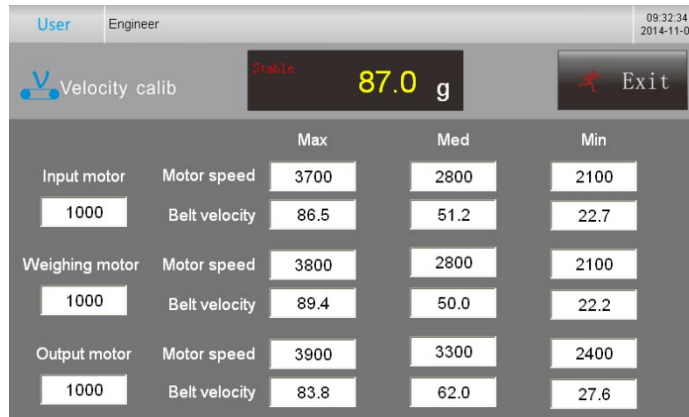 User Engineer 09:32:34
2014-11-0
Velocity calib Stable 87.0 g Exit
Max Med Min
Input motor Motor speed 3700 2800 2100
1000 Belt velocity 86.5 51.2 22.7
Weighing motor Motor speed 3800 2800 2100
1000 Belt velocity 89.4 50.0 22.2
Output motor Motor speed 3900 3300 2400
1000 Belt velocity 83.8 62.0 27.6